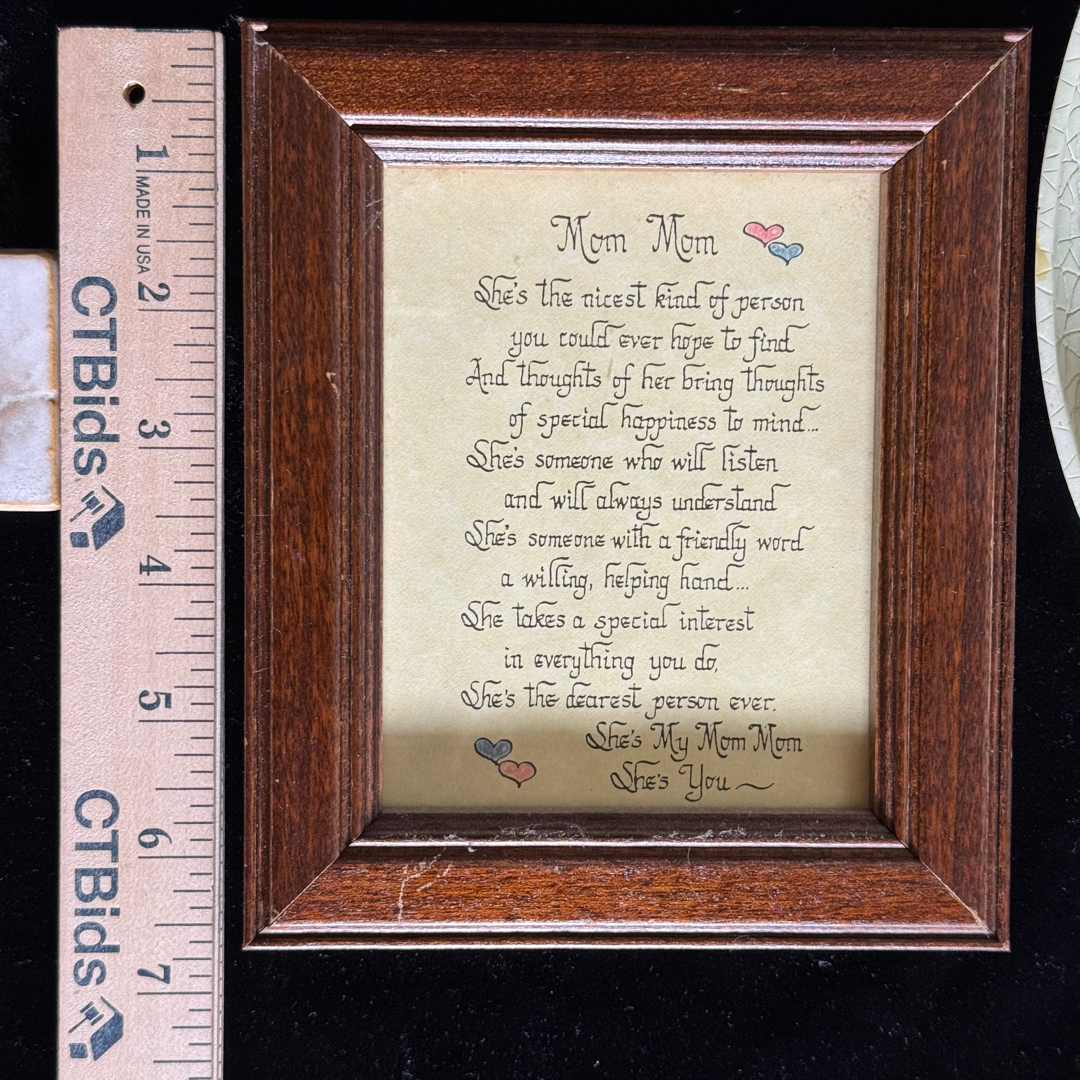 Mom Mom
She's the nicest kind of person
you could ever hope to find
And thoughts of her bring thoughts
of special happiness to mind...
She's someone who will listen
and will always understand
She's someone with a friendly word
a willing, helping hand...
She takes a special interest
in everything you do,
She's the dearest person ever.
She's My Mom Mom
She's You ~
1
MADE IN USA
2
3
4
5
6
7
CTBids
CTBids